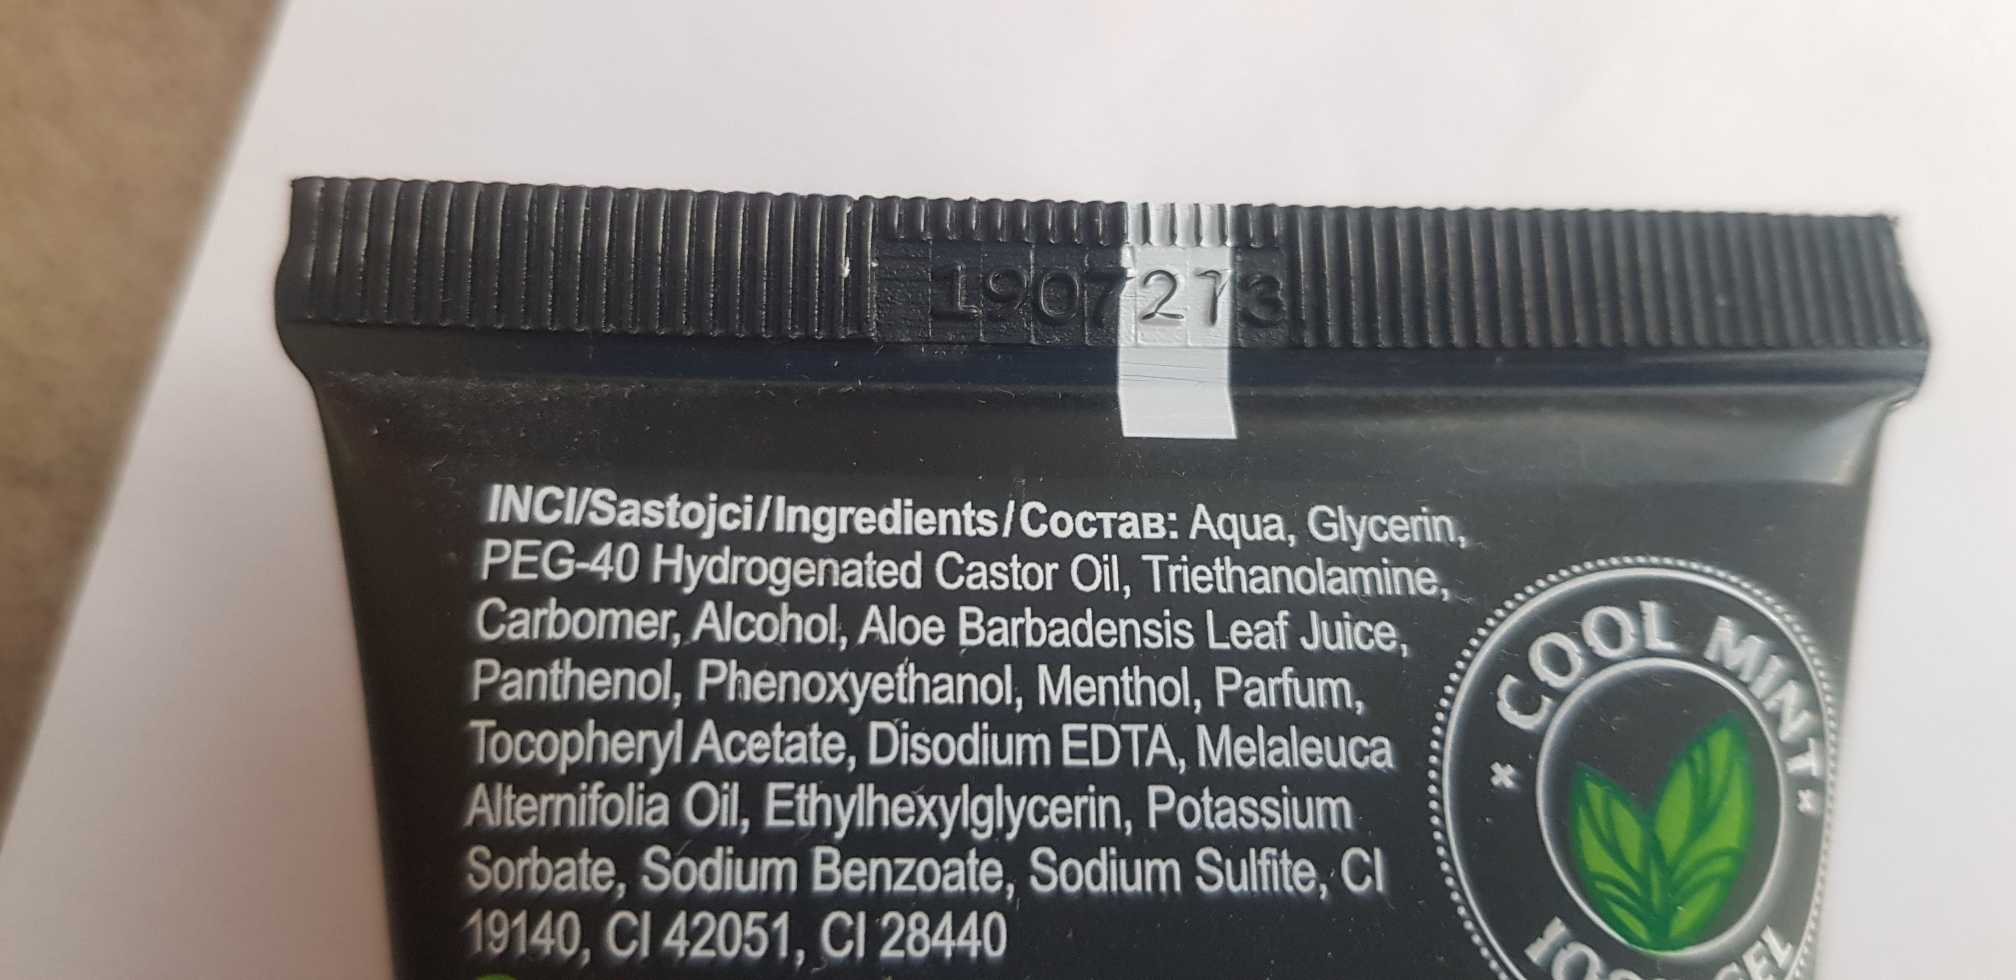 1907273
INCI/Sastojci/Ingredients/Состав: Aqua, Glycerin,
PEG-40 Hydrogenated Castor Oil, Triethanolamine,
Carbomer, Alcohol, Aloe Barbadensis Leaf Juice,
Panthenol, Phenoxyethanol, Menthol, Parfum,
Tocopheryl Acetate, Disodium EDTA, Melaleuca
Alternifolia Oil, Ethylhexylglycerin, Potassium
Sorbate, Sodium Benzoate, Sodium Sulfite, CI
19140, CI 42051, CI 28440
COOL MINT
GEL